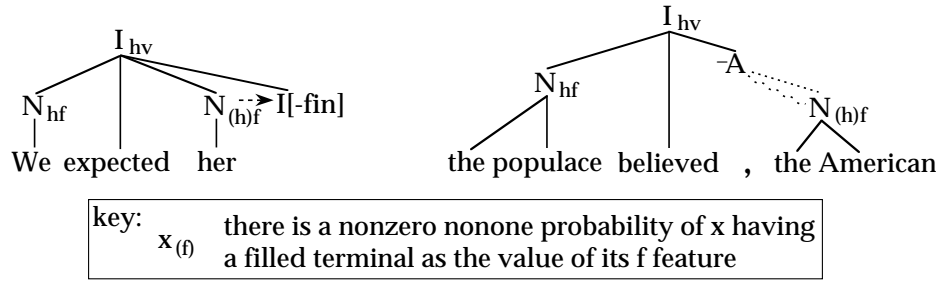 I hv
I hv
¬A
N hf
N (h)f
I[-fin]
N hf
N (h)f
We expected her
the populace believed , the American
key:
x (f) there is a nonzero nonone probability of x having
a filled terminal as the value of its f feature